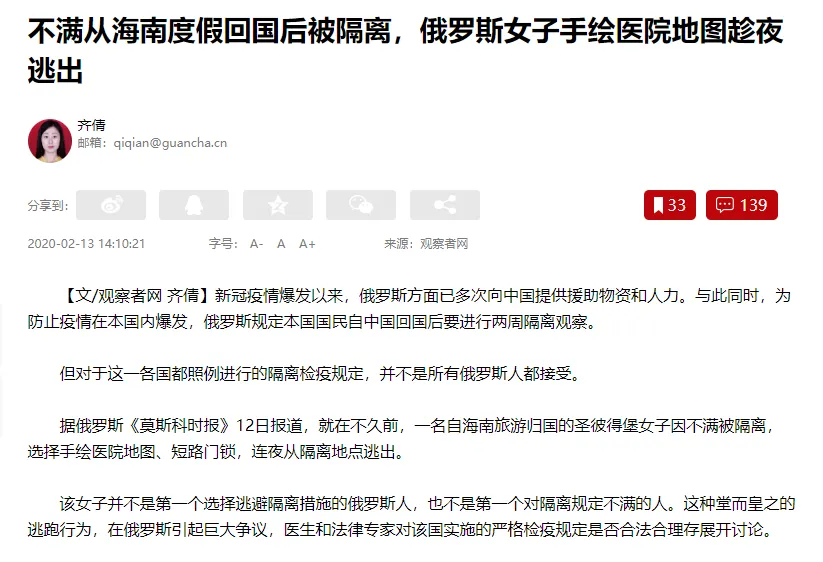 不满从海南度假回国后被隔离，俄罗斯女子手绘医院地图趁夜
逃出
齐倩
邮箱：qiqian@guancha.cn
分享到：
33
139
2020-02-13 14:10:21 字号： A- A A+ 来源：观察者网
【文/观察者网 齐倩】新冠疫情爆发以来，俄罗斯方面已多次向中国提供援助物资和人力。与此同时，为
防止疫情在本国内爆发，俄罗斯规定本国国民自中国回国后要进行两周隔离观察。
但对于这一各国都照例进行的隔离检疫规定，并不是所有俄罗斯人都接受。
据俄罗斯《莫斯科时报》12日报道，就在不久前，一名自海南旅游归国的圣彼得堡女子因不满被隔离，
选择手绘医院地图、短路门锁，连夜从隔离地点逃出。
该女子并不是第一个选择逃避隔离措施的俄罗斯人，也不是第一个对隔离规定不满的人。这种堂而皇之的
逃跑行为，在俄罗斯引起巨大争议，医生和法律专家对该国实施的严格检疫规定是否合法合理存展开讨论。